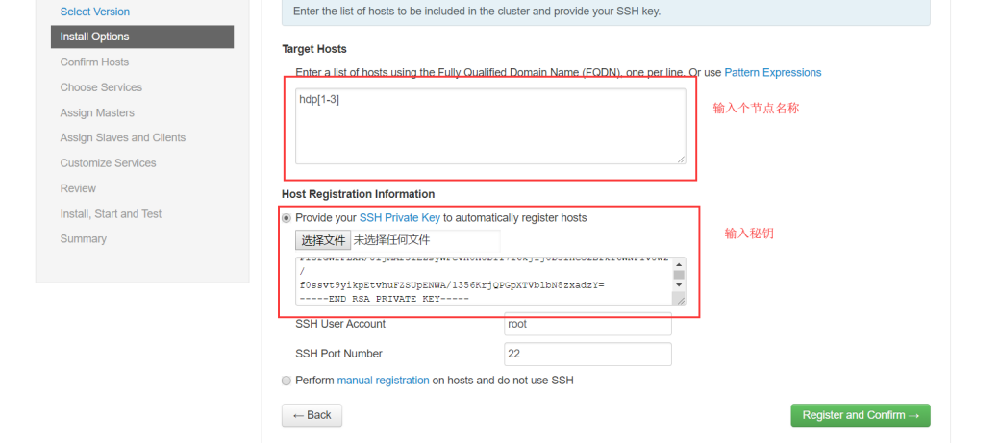 Select Version
Install Options
Confirm Hosts
Choose Services
Assign Masters
Assign Slaves and Clients
Customize Services
Review
Install, Start and Test
Summary
Enter the list of hosts to be included in the cluster and provide your SSH key.
Target Hosts
Enter a list of hosts using the Fully Qualified Domain Name (FQDN), one per line. Or use Pattern Expressions
hdp[1-3]
输入个节点名称
Host Registration Information
Provide your SSH Private Key to automatically register hosts
选择文件 未选择任何文件
输入秘钥
/
f0ssvt9yikpEtvhuFZSUpENWA/1356KrjQPGpXTVblbN8zxadzY=
-----END RSA PRIVATE KEY-----
SSH User Account
root
SSH Port Number
22
Perform manual registration on hosts and do not use SSH
← Back
Register and Confirm →